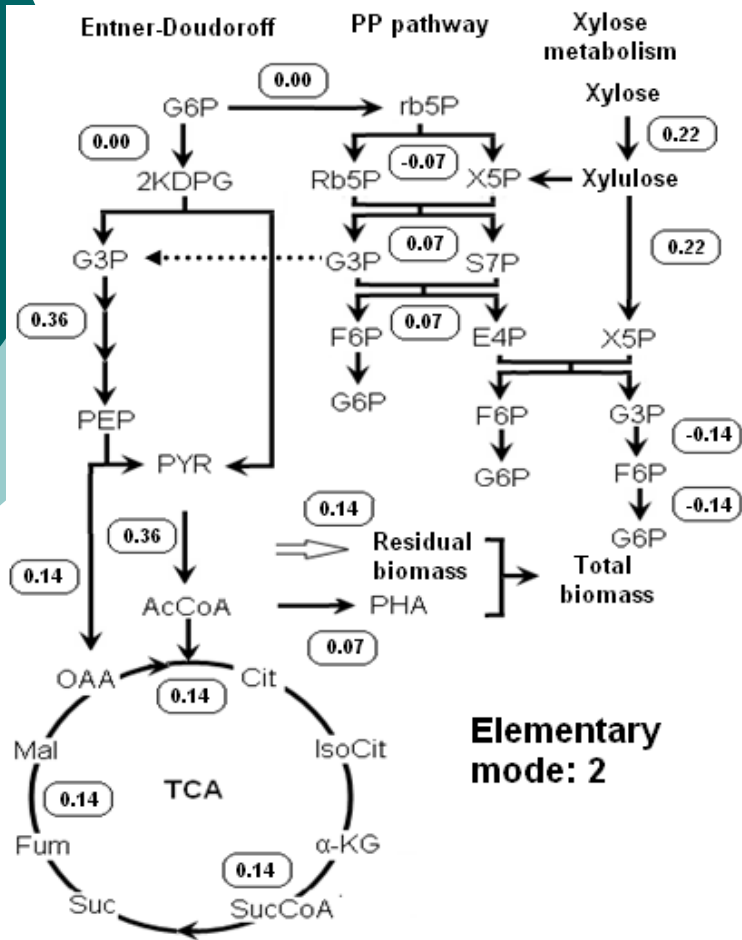 Entner-Doudoroff
PP pathway
Xylose
metabolism
G6P
0.00
rb5P
Xylose
0.00
0.22
2KDPG
Rb5P
-0.07
X5P
Xylulose
G3P
G3P
0.07
S7P
0.22
0.36
F6P
0.07
E4P
X5P
G6P
PEP
F6P
G3P
-0.14
PYR
G6P
F6P
-0.14
G6P
0.36
0.14
Residual
biomass
Total
biomass
0.14
AcCoA
PHA
0.07
OAA
0.14
Cit
Mal
IsoCit
0.14
TCA
Fum
α-KG
0.14
Suc
SucCoA
Elementary
mode: 2